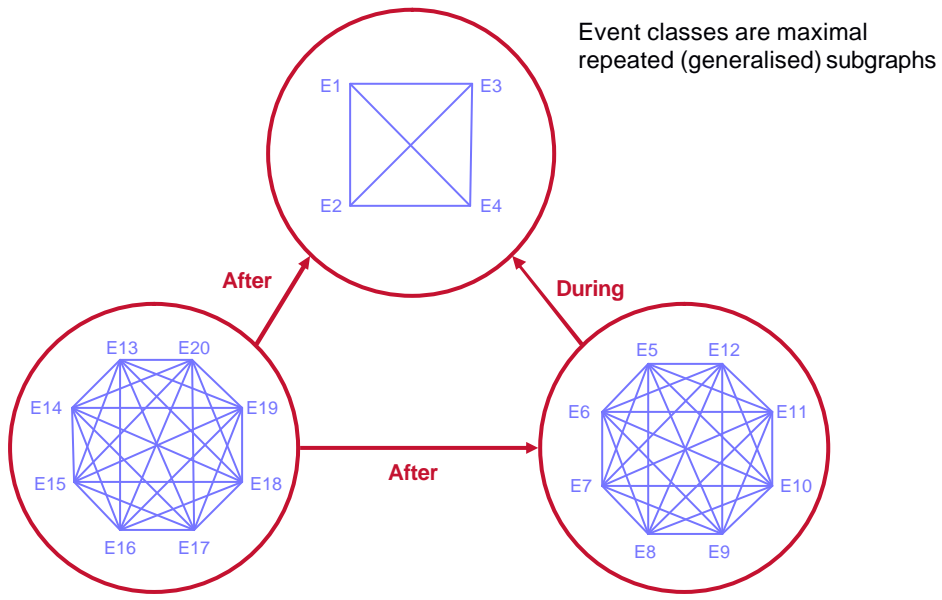 Event classes are maximal
repeated (generalised) subgraphs
E1
E3
E2
E4
After
During
E13
E20
E14
E19
E15
E18
E16
E17
After
E5
E12
E6
E11
E7
E10
E8
E9